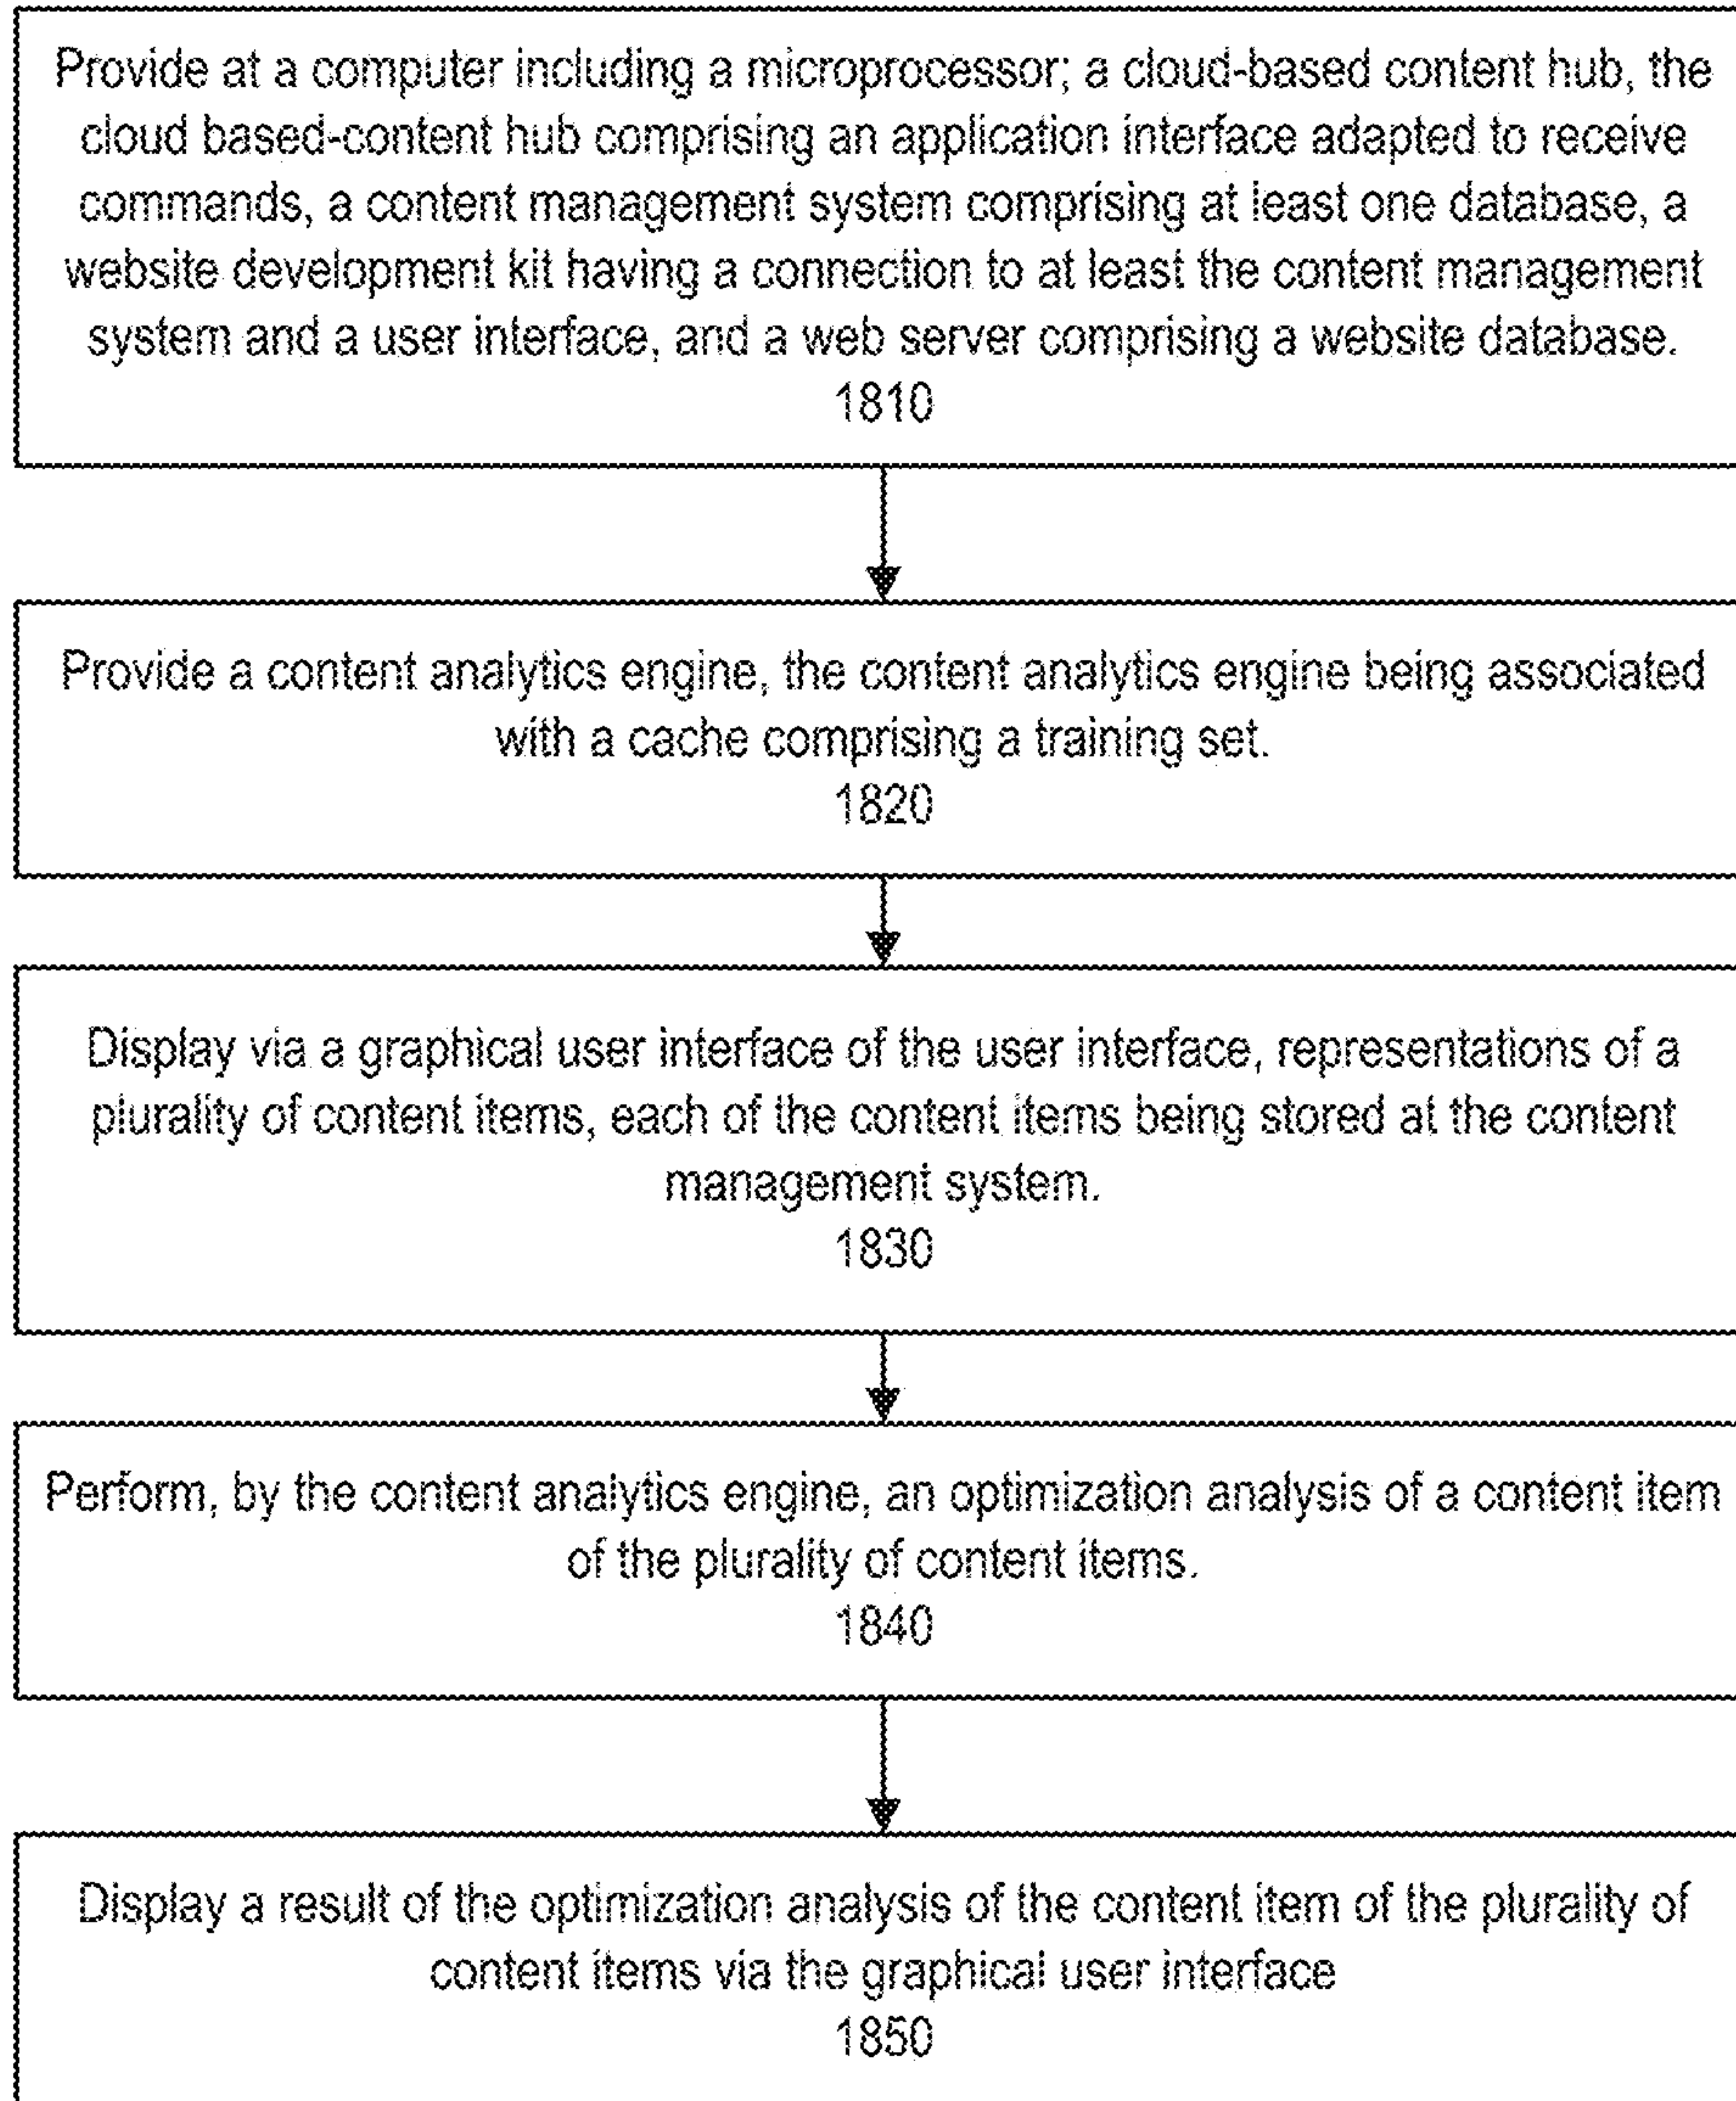 Provide at a computer including a microprocessor; a cloud-based content hub, the
cloud based-content hub comprising an application interface adapted to receive
commands, a content management system comprising at least one database, a
website development kit having a connection to at least the content management
system and a user interface, and a web server comprising a website database.
1810
Provide a content analytics engine, the content analytics engine being associated
with a cache comprising a training set.
1820
Display via a graphical user interface of the user interface, representations of a
plurality of content items, each of the content items being stored at the content
management system.
1830
Perform, by the content analytics engine, an optimization analysis of a content item
of the plurality of content items.
1840
Display a result of the optimization analysis of the content item of the plurality of
content items via the graphical user interface
1850